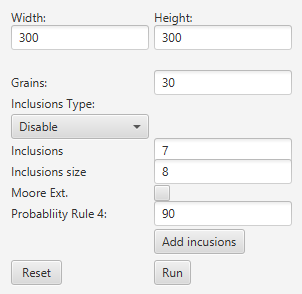 Width: Height:
300 300
Grains: 30
Inclusions Type:
Disable
Inclusions 7
Inclusions size 8
Moore Ext.
Probabliity Rule 4: 90
Add incusions
Reset Run